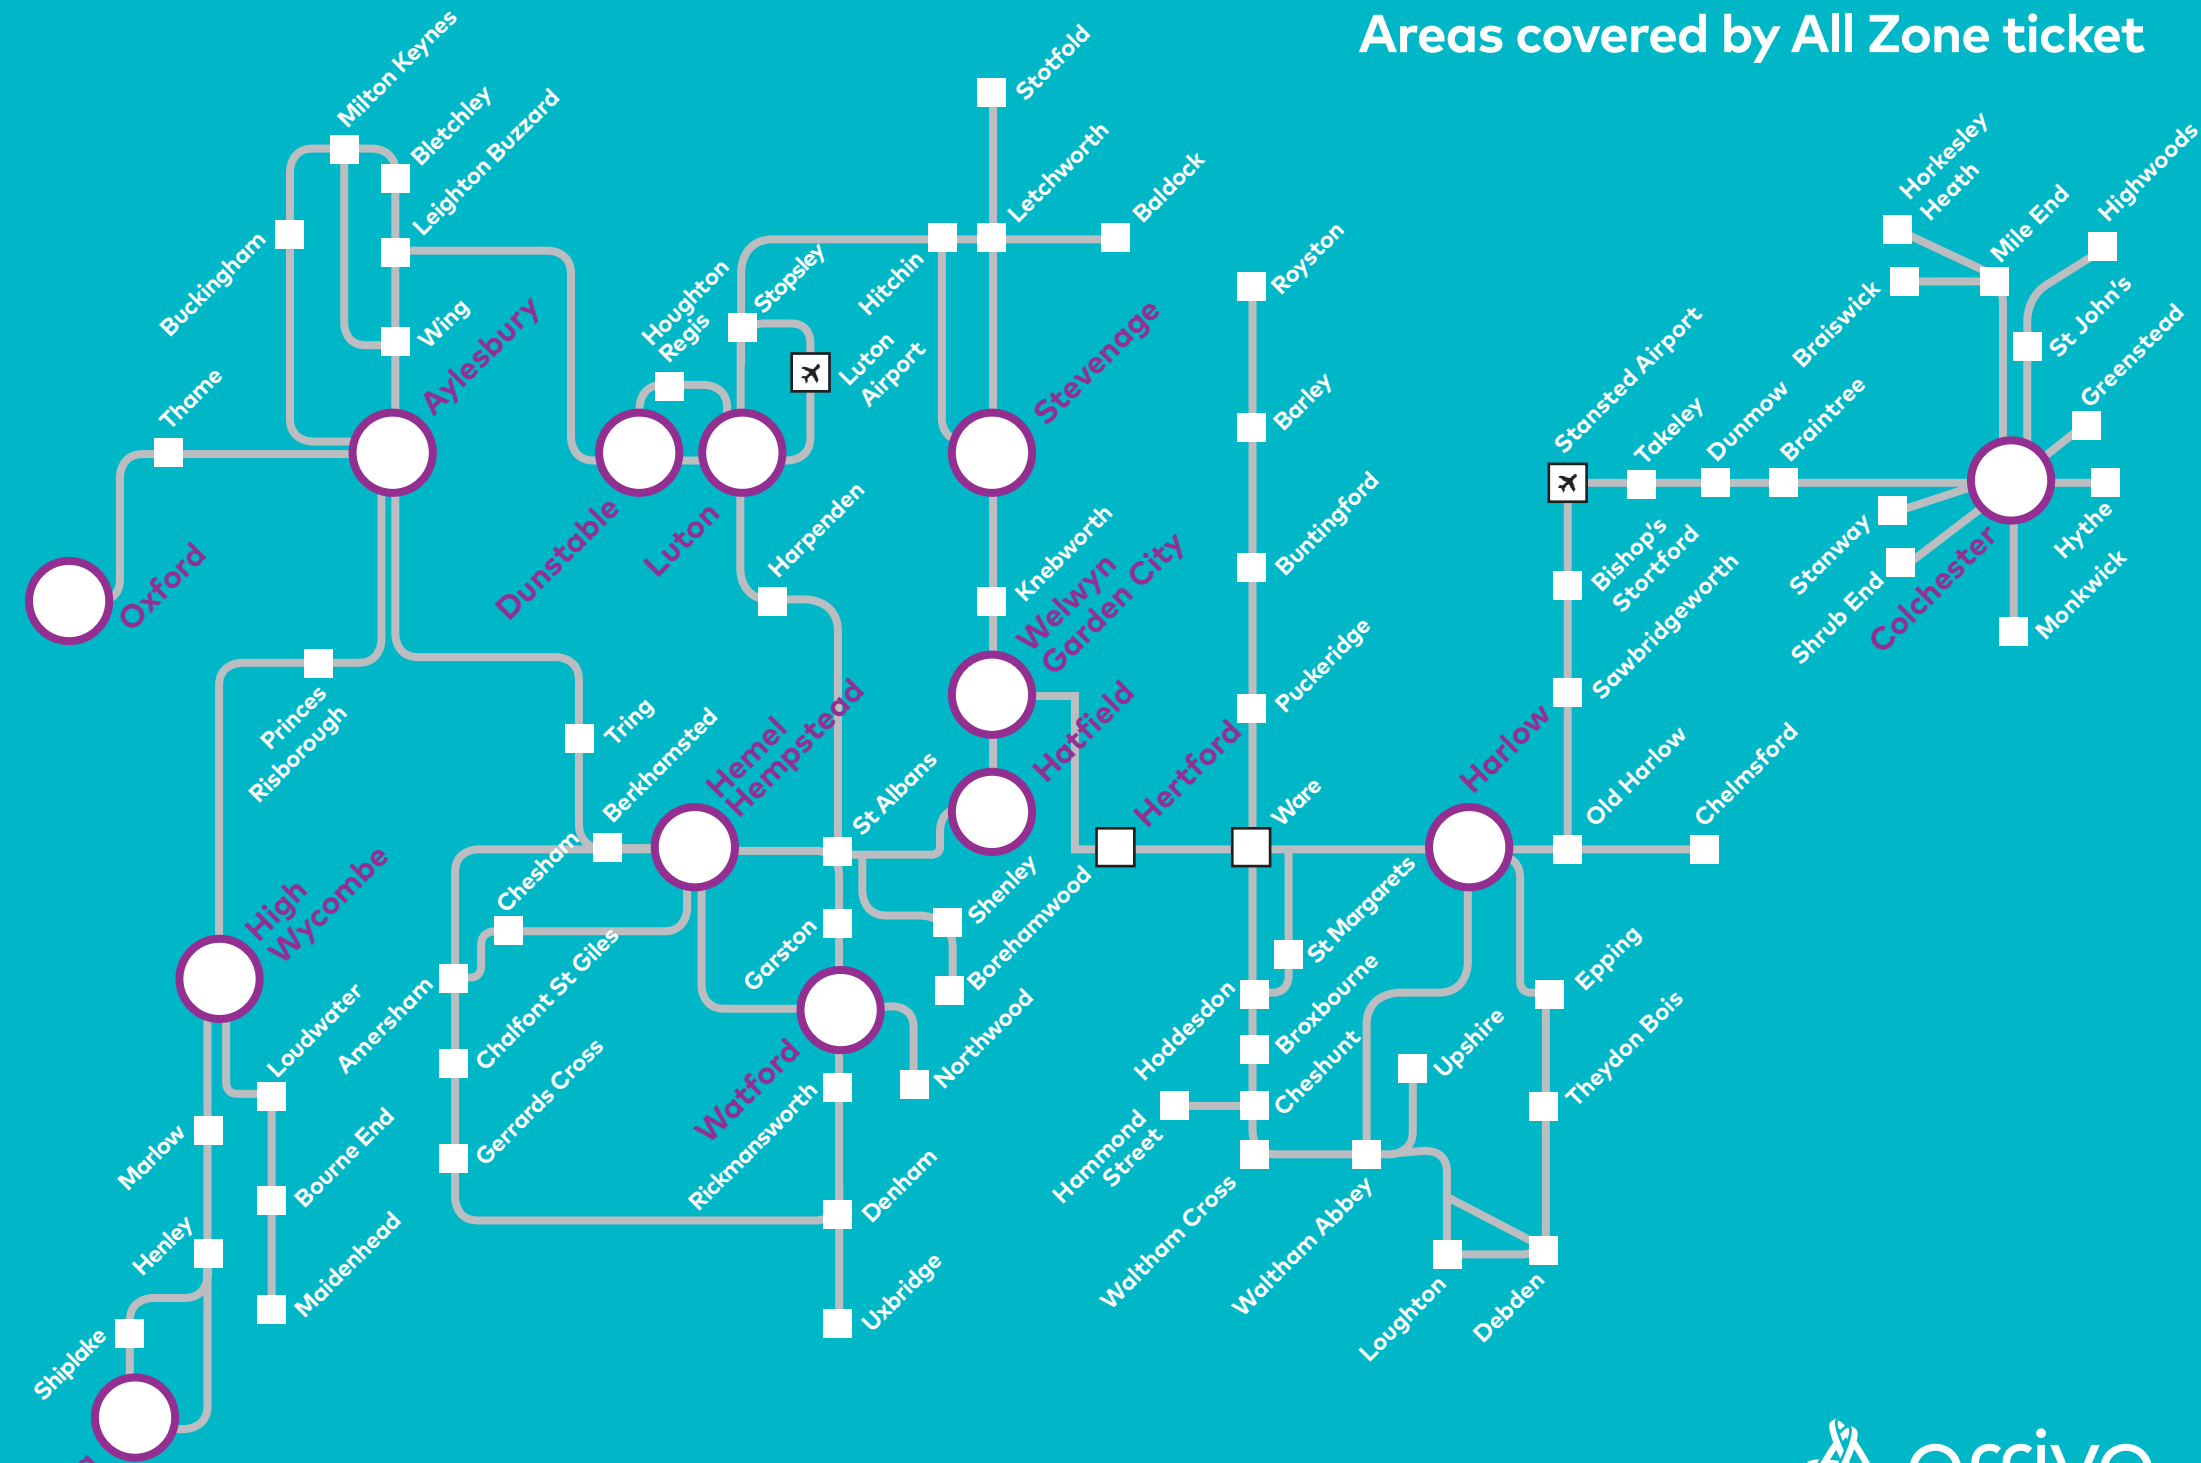 Areas covered by All Zone ticket
Milton Keynes
Bletchley
Leighton Buzzard
Buckingham
Wing
Aylesbury
Thame
Oxford
Stotfold
Letchworth
Baldock
Hitchin
Houghton
Regis
Stopsley
Luton
Airport
Stevenage
Dunstable
Luton
Harpenden
Knebworth
Welwyn
Garden City
Hatfield
Royston
Barley
Buntingford
Puckeridge
Hertford
Ware
Horkesley
Heath
Highwoods
Mile End
Braiswick
St John's
Greenstead
Stansted Airport
Takeley
Dunmow
Braintree
Stanway
Shrub End
Colchester
Hythe
Monkwick
Bishop's
Stortford
Sawbridgeworth
Harlow
Old Harlow
Chelmsford
Princes
Risborough
Tring
Berkhamsted
Hemel
Hempstead
St Albans
High
Wycombe
Chesham
Amersham
Chalfont St Giles
Gerrards Cross
Garston
Shenley
Borehamwood
Watford
Northwood
Rickmansworth
Denham
Uxbridge
Loudwater
Marlow
Bourne End
Henley
Maidenhead
Shiplake
St Margarets
Hoddesdon
Broxbourne
Cheshunt
Hammond
Street
Waltham Cross
Waltham Abbey
Upshire
Epping
Theydon Bois
Loughton
Debden
arriva